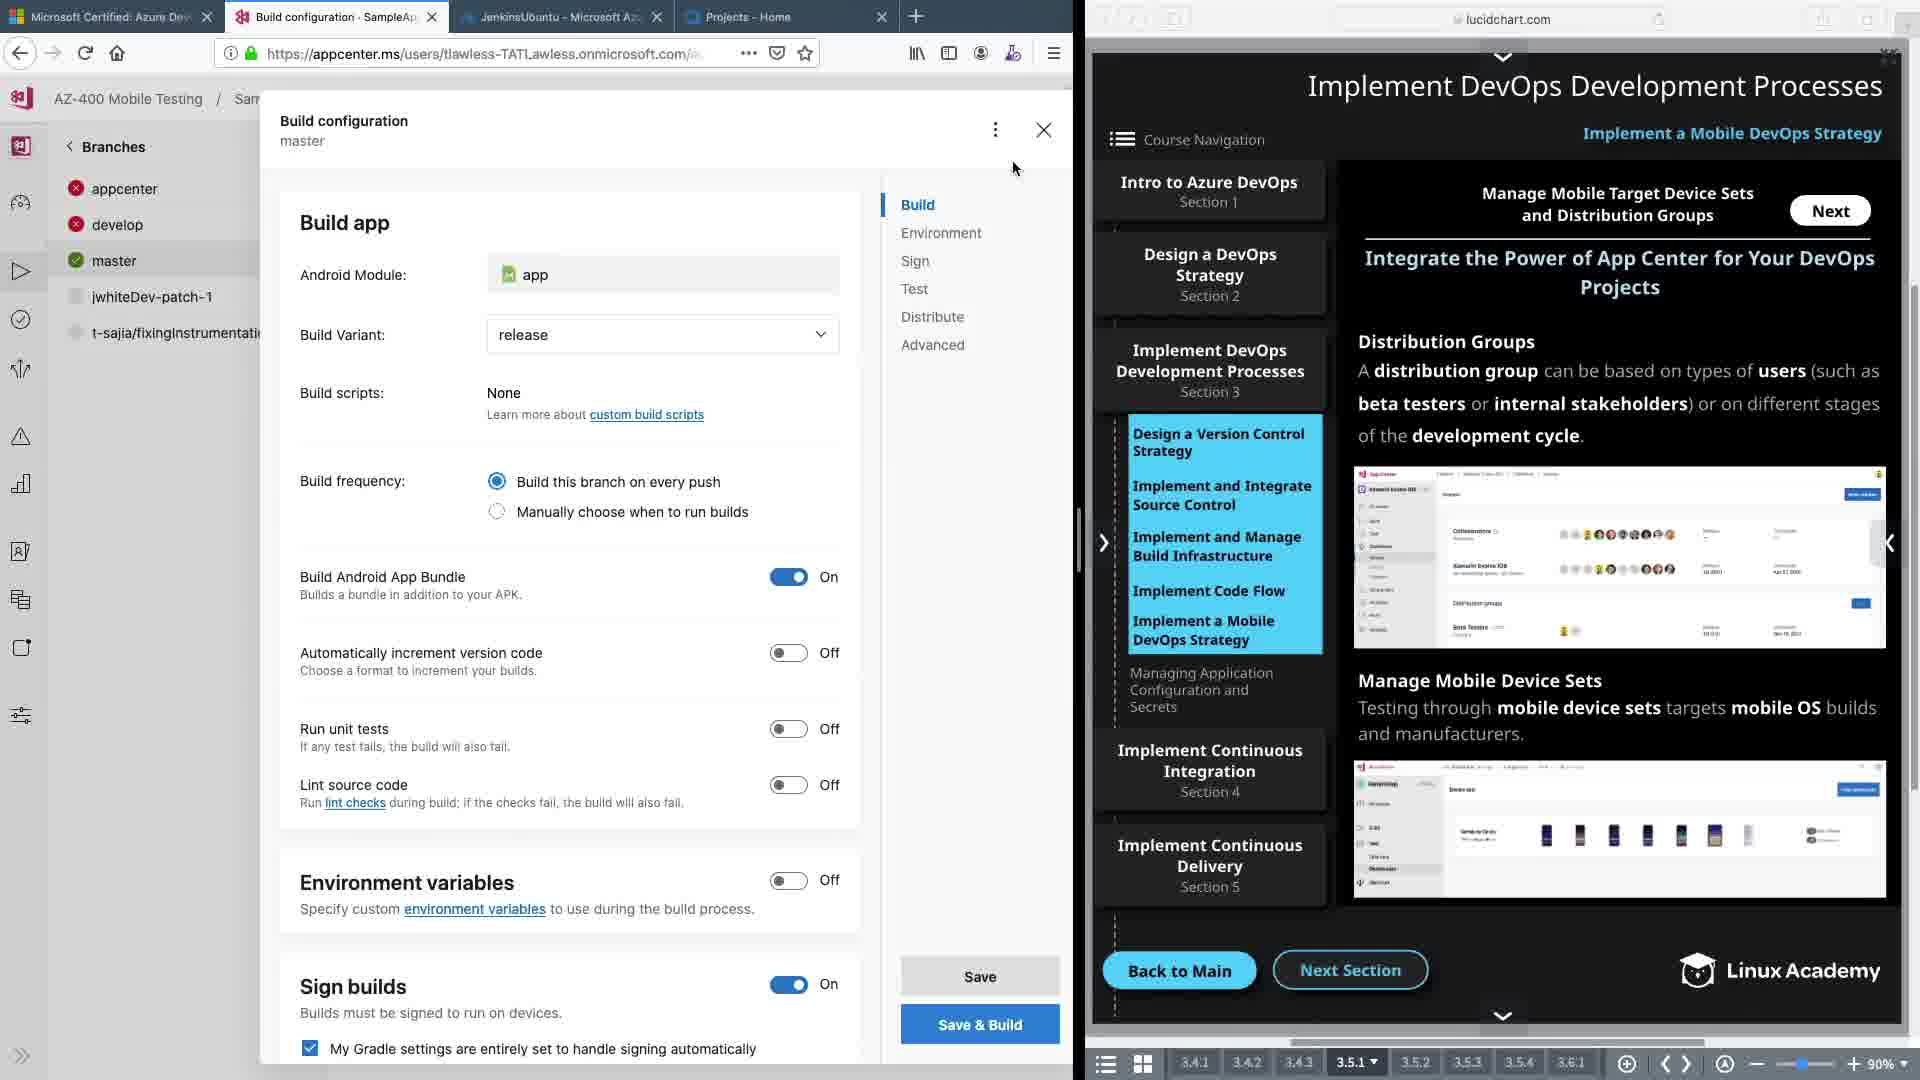 Microsoft Certified: Azure Dev
Build configuration · SampleAp
JenkinsUbuntu - Microsoft Az
Projects - Home
https://appcenter.ms/users/tlawless-TATLawless.onmicrosoft.com/
AZ-400 Mobile Testing / Sam
Branches
appcenter
develop
master
jwhiteDev-patch-1
t-sajia/fixingInstrumentatio
Build configuration
master
Build app
Android Module:
app
Build Variant:
release
Build scripts:
None
Learn more about custom build scripts
Build frequency:
Build this branch on every push
Manually choose when to run builds
Build Android App Bundle
On
Builds a bundle in addition to your APK.
Automatically increment version code
Off
Choose a format to increment your builds.
Run unit tests
Off
If any test fails, the build will also fail.
Lint source code
Off
Run lint checks during build; if the checks fail, the build will also fail.
Environment variables
Off
Specify custom environment variables to use during the build process.
Sign builds
On
Builds must be signed to run on devices.
My Gradle settings are entirely set to handle signing automatically
Build
Environment
Sign
Test
Distribute
Advanced
Save
Save & Build
lucidchart.com
Implement DevOps Development Processes
Course Navigation
Implement a Mobile DevOps Strategy
Intro to Azure DevOps
Section 1
Design a DevOps
Strategy
Section 2
Implement DevOps
Development Processes
Section 3
Design a Version Control
Strategy
Implement and Integrate
Source Control
Implement and Manage
Build Infrastructure
Implement Code Flow
Implement a Mobile
DevOps Strategy
Managing Application
Configuration and
Secrets
Implement Continuous
Integration
Section 4
Implement Continuous
Delivery
Section 5
Manage Mobile Target Device Sets
and Distribution Groups
Next
Integrate the Power of App Center for Your DevOps
Projects
Distribution Groups
A distribution group can be based on types of users (such as
beta testers or internal stakeholders) or on different stages
of the development cycle.
Manage Mobile Device Sets
Testing through mobile device sets targets mobile OS builds
and manufacturers.
Back to Main
Next Section
Linux Academy
3.4.1
3.4.2
3.4.3
3.5.1
3.5.2
3.5.3
3.5.4
3.6.1
90%